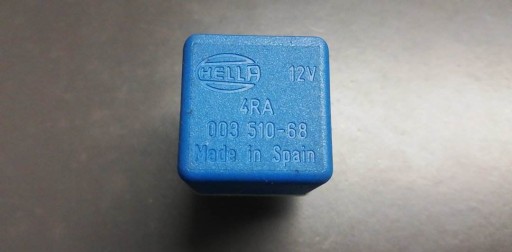 HELLA 12V
4RA
003 510-68
Made in Spain